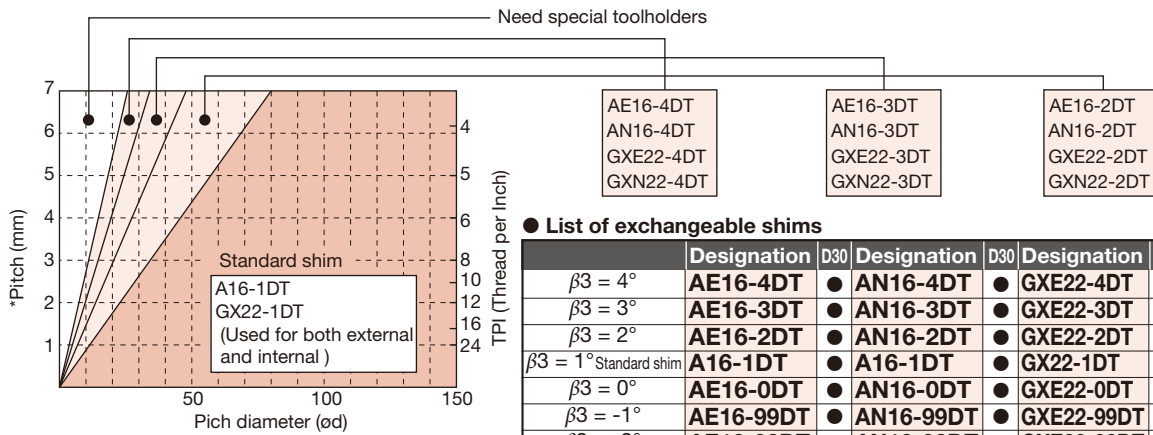 Need special toolholders
7
6
5
4
3
2
1
*Pitch (mm)
50
100
150
Pich diameter (ød)
4
5
6
8
10
12
16
24
TPI (Thread per Inch)
Standard shim
A16-1DT
GX22-1DT
(Used for both external
and internal )
AE16-4DT
AN16-4DT
GXE22-4DT
GXN22-4DT
AE16-3DT
AN16-3DT
GXE22-3DT
GXN22-3DT
AE16-2DT
AN16-2DT
GXE22-2DT
GXN22-2DT
● List of exchangeable shims
Designation D30 Designation D30 Designation
β3 = 4° AE16-4DT ● AN16-4DT ● GXE22-4DT
β3 = 3° AE16-3DT ● AN16-3DT ● GXE22-3DT
β3 = 2° AE16-2DT ● AN16-2DT ● GXE22-2DT
β3 = 1° Standard shim A16-1DT ● A16-1DT ● GX22-1DT
β3 = 0° AE16-0DT ● AN16-0DT ● GXE22-0DT
β3 = -1° AE16-99DT ● AN16-99DT ● GXE22-99DT